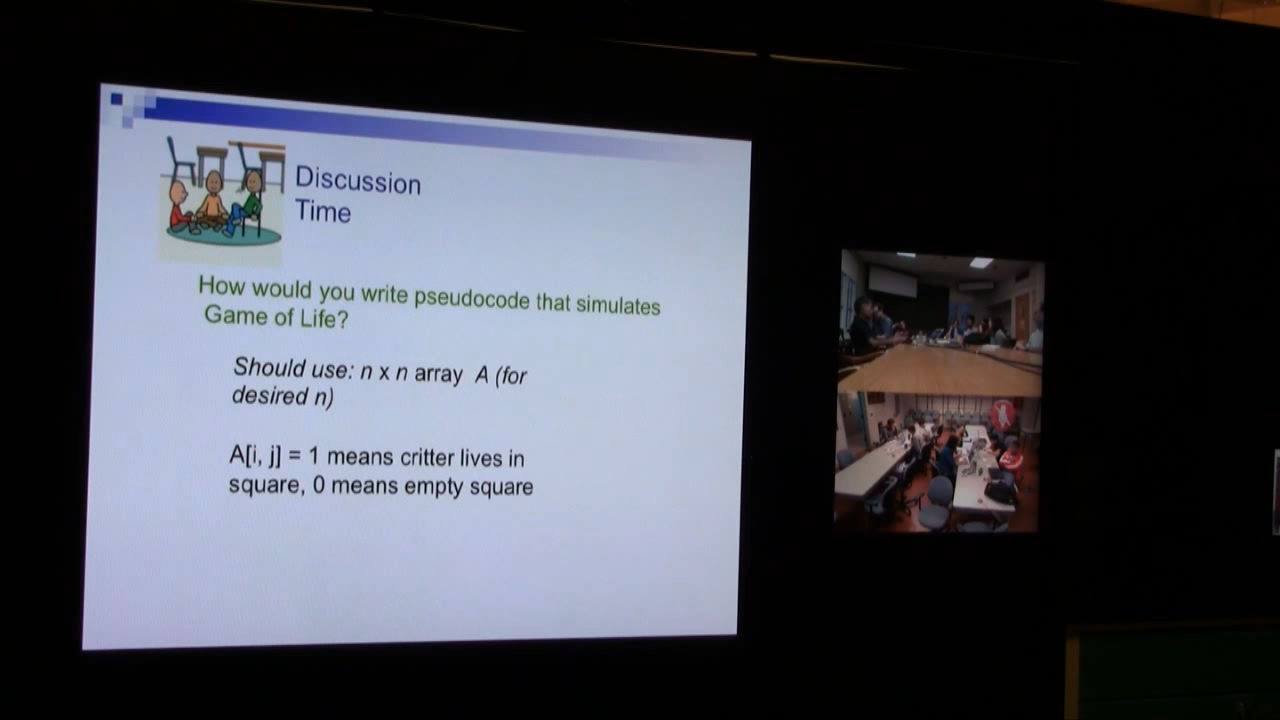 Discussion
Time
How would you write pseudocode that simulates
Game of Life?
Should use: n x n array A (for
desired n)
A[i, j] = 1 means critter lives in
square, 0 means empty square